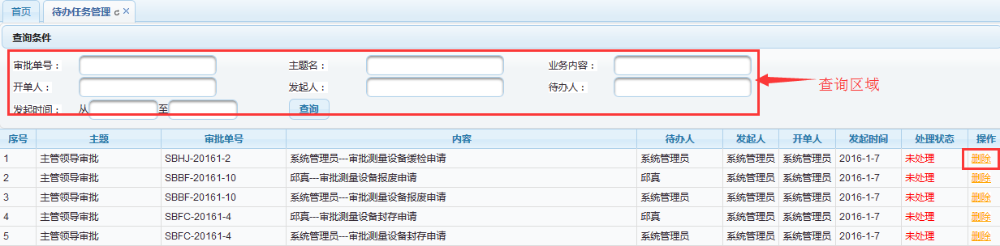 首页 待办任务管理
查询条件
审批单号： 主题名： 业务内容：
开单人： 发起人： 待办人：
查询区域
发起时间： 从 至 查询
序号 主题 审批单号 内容 待办人 发起人 开单人 发起时间 处理状态 操作
1 主管领导审批 SBHJ-20161-2 系统管理员---审批测量设备缓检申请 系统管理员 系统管理员 系统管理员 2016-1-7 未处理 删除
2 主管领导审批 SBBF-20161-10 邱真---审批测量设备报废申请 邱真 系统管理员 系统管理员 2016-1-7 未处理 删除
3 主管领导审批 SBBF-20161-10 系统管理员---审批测量设备报废申请 系统管理员 系统管理员 系统管理员 2016-1-7 未处理 删除
4 主管领导审批 SBFC-20161-4 邱真---审批测量设备封存申请 邱真 系统管理员 系统管理员 2016-1-7 未处理 删除
5 主管领导审批 SBFC-20161-4 系统管理员---审批测量设备封存申请 系统管理员 系统管理员 系统管理员 2016-1-7 未处理 删除